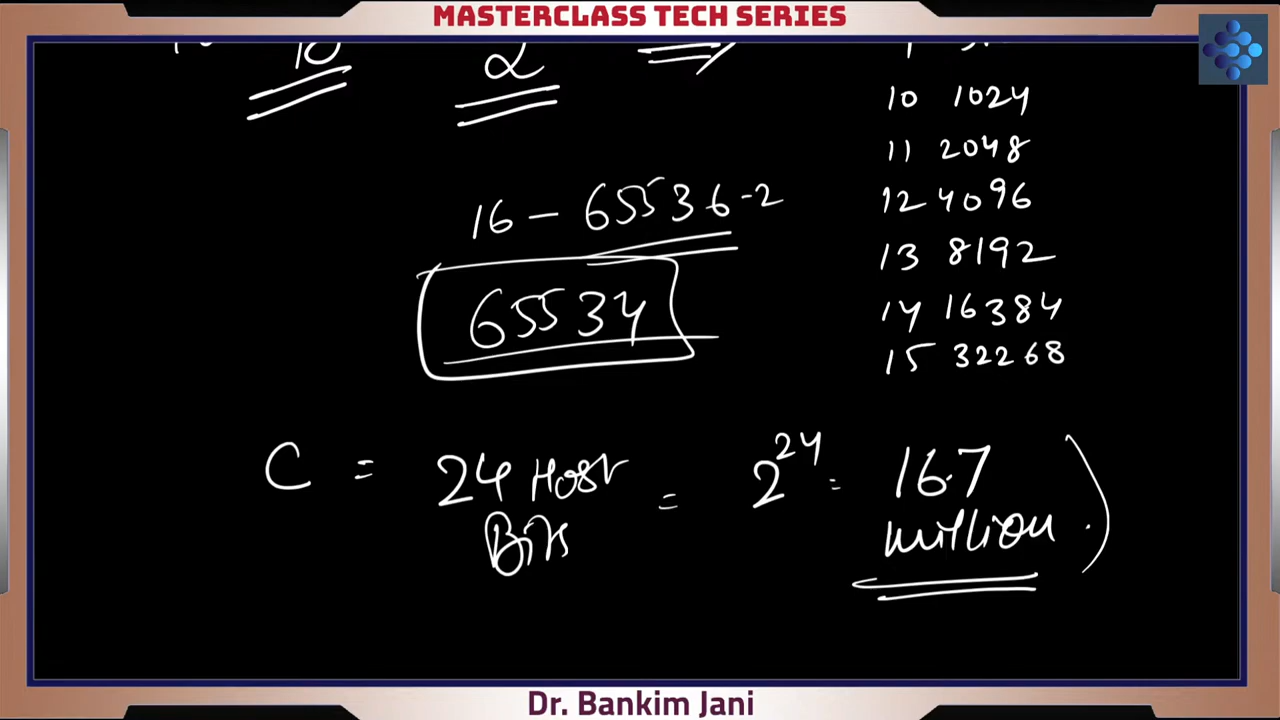 MASTERCLASS TECH SERIES
10
2
10 1024
11 2048
12 4096
13 8192
14 16384
15 32268
16 - 65536-2
65534
C = 24 Host Bits = 2^24 = 16.7 million.)
Dr. Bankim Jani